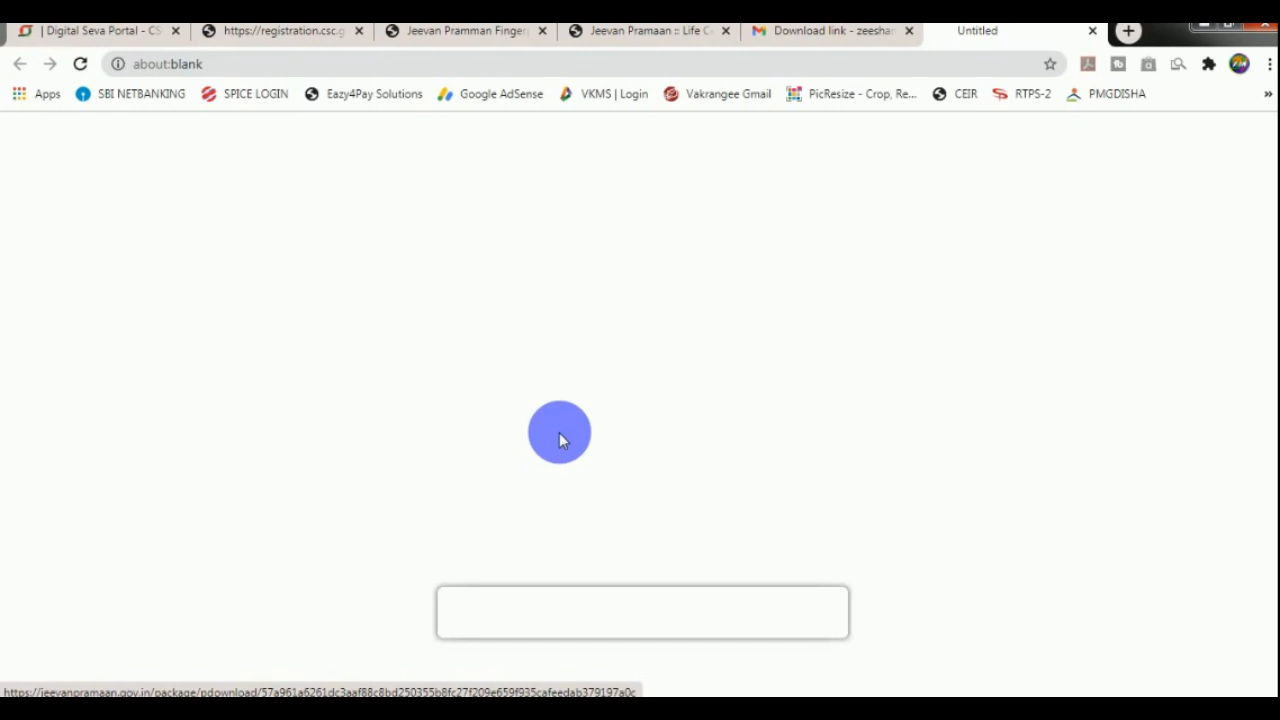 | Digital Seva Portal - CS
https://registration.csc.g
Jeevan Pramman Finger
Jeevan Pramaan :: Life C
Download link - zeeshan
Untitled
about:blank
Apps
SBI NETBANKING
SPICE LOGIN
Eazy4Pay Solutions
Google AdSense
VKMS | Login
Vakrangee Gmail
PicResize - Crop, Re...
CEIR
RTPS-2
PMGDISHA
»
https://jeevanpramaan.gov.in/package/pdownload/57a961a6261dc3aaf88c8bd250355b8fc27f209e659f935cafeedab379197a0c